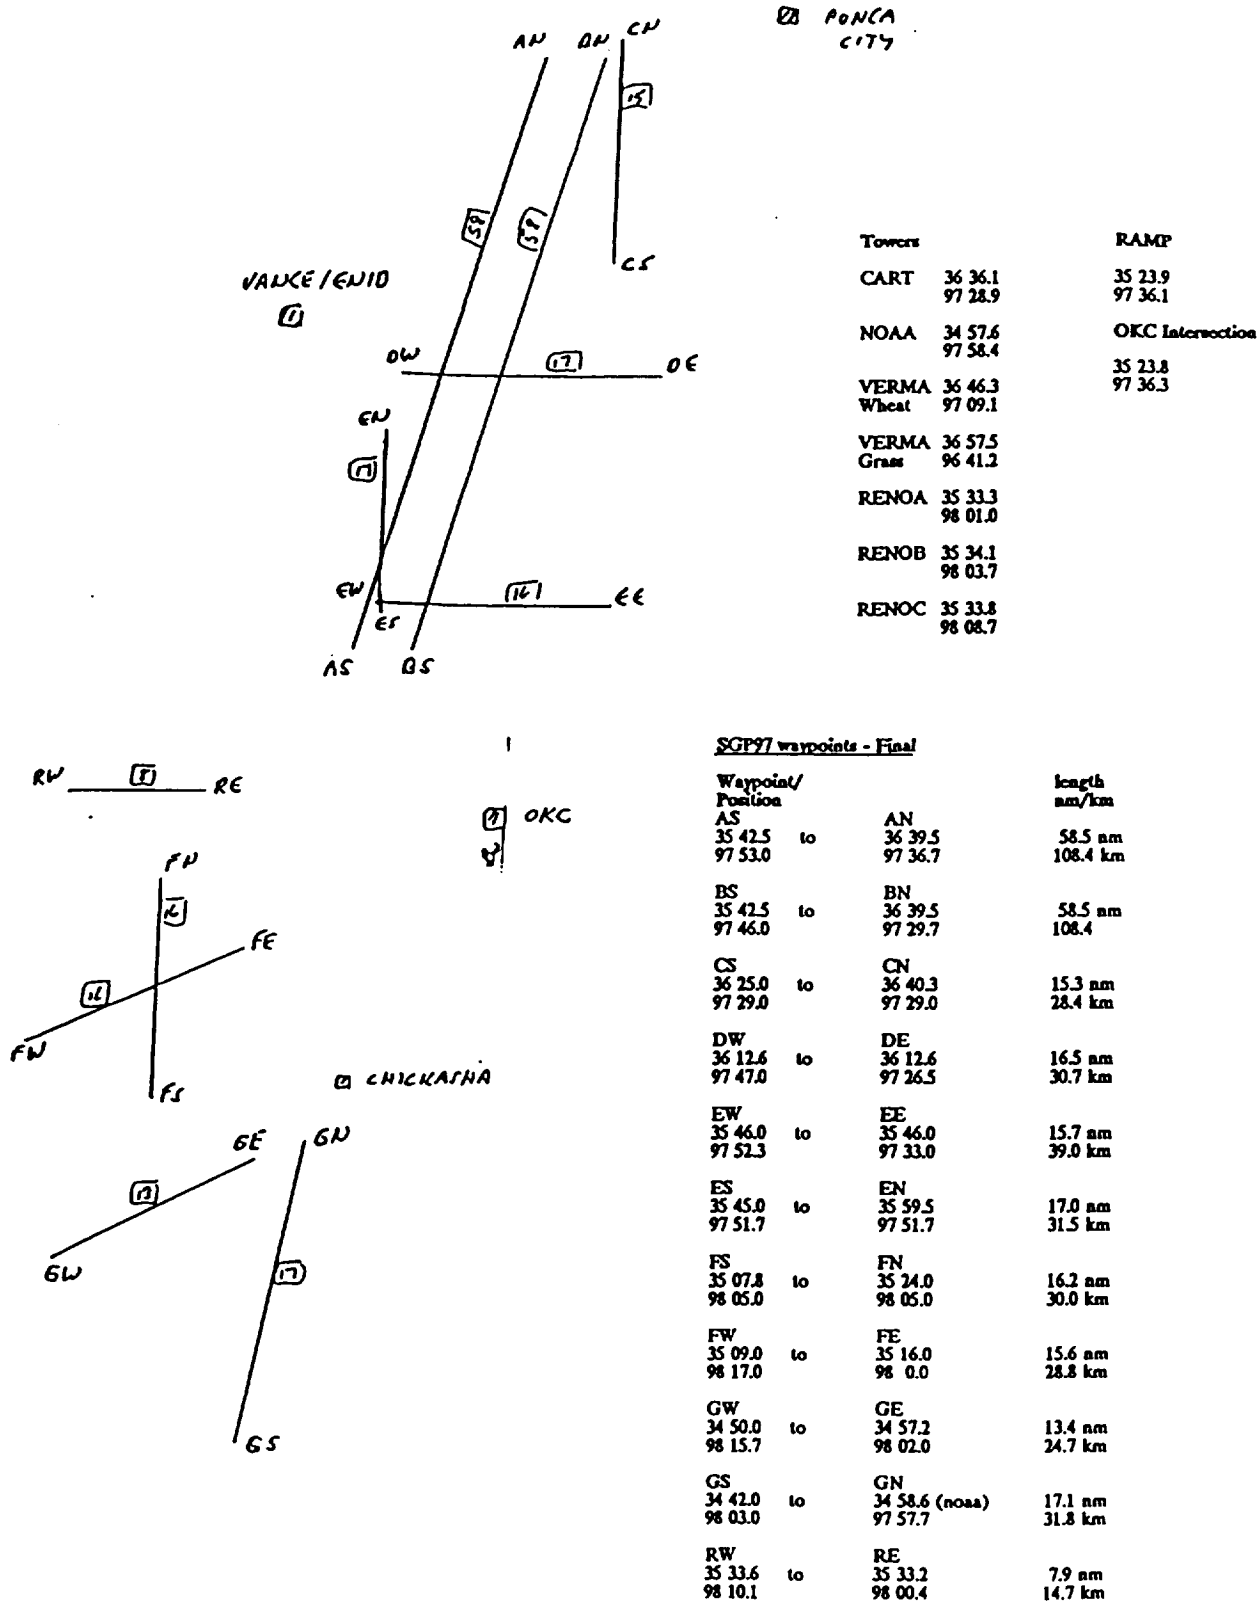 PONCA
CITY
AN
BN
CN
15
58
58
CS
VANCE/ENID
DW
17
DE
EN
17
EW
16
EE
ES
AS
BS
Towers RAMP
CART 36 36.1 35 23.9
97 28.9 97 36.1
NOAA 34 57.6 OKC Intersection
97 58.4
35 23.8
VERMA 36 46.3 97 36.3
Wheat 97 09.1
VERMA 36 57.5
Grass 96 41.2
RENOA 35 33.3
98 01.0
RENOB 35 34.1
98 03.7
RENOC 35 33.8
98 08.7
RW 8 RE
OKC
FN
16
FE
16
FW
FS
CHICKASHA
GE
GN
13
GW
17
GS
SGP97 waypoints - Final
Waypoint/ length
Position nm/km
AS AN
35 42.5 to 36 39.5 58.5 nm
97 53.0 97 36.7 108.4 km
BS BN
35 42.5 to 36 39.5 58.5 nm
97 46.0 97 29.7 108.4
CS CN
36 25.0 to 36 40.3 15.3 nm
97 29.0 97 29.0 28.4 km
DW DE
36 12.6 to 36 12.6 16.5 nm
97 47.0 97 26.5 30.7 km
EW EE
35 46.0 to 35 46.0 15.7 nm
97 52.3 97 33.0 39.0 km
ES EN
35 45.0 to 35 59.5 17.0 nm
97 51.7 97 51.7 31.5 km
FS FN
35 07.8 to 35 24.0 16.2 nm
98 05.0 98 05.0 30.0 km
FW FE
35 09.0 to 35 16.0 15.6 nm
98 17.0 98 0.0 28.8 km
GW GE
34 50.0 to 34 57.2 13.4 nm
98 15.7 98 02.0 24.7 km
GS GN
34 42.0 to 34 58.6 (noaa) 17.1 nm
98 03.0 97 57.7 31.8 km
RW RE
35 33.6 to 35 33.2 7.9 nm
98 10.1 98 00.4 14.7 km